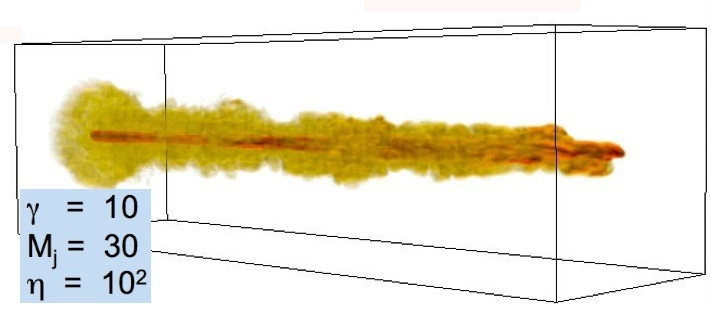 γ = 10
Mⱼ = 30
η = 10²